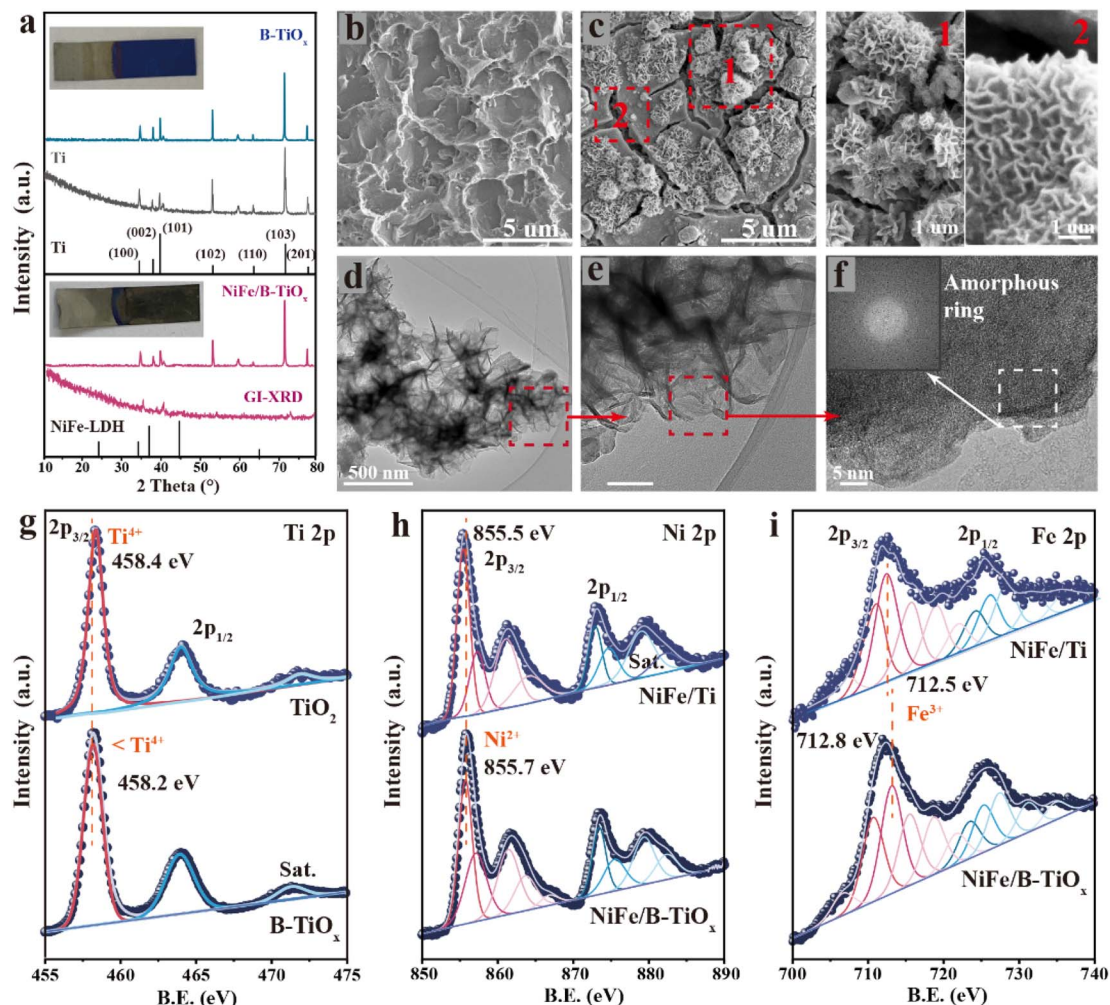 a
B-TiOx
Ti
Ti
(100)
(002)
(101)
(102)
(110)
(103)
(201)
NiFe/B-TiOx
GI-XRD
NiFe-LDH
Intensity (a.u.)
10 20 30 40 50 60 70 80
2 Theta (°)
b
5 um
c
1
2
5 um
1
1 um
2
1 um
d
500 nm
e
f
Amorphous
ring
5 nm
g
2p3/2
Ti4+
Ti 2p
458.4 eV
2p1/2
TiO2
< Ti4+
458.2 eV
Sat.
B-TiOx
Intensity (a.u.)
455 460 465 470 475
B.E. (eV)
h
855.5 eV
Ni 2p
2p3/2
2p1/2
Sat.
NiFe/Ti
Ni2+
855.7 eV
NiFe/B-TiOx
Intensity (a.u.)
850 860 870 880 890
B.E. (eV)
i
2p3/2
2p1/2
Fe 2p
NiFe/Ti
712.5 eV
Fe3+
712.8 eV
NiFe/B-TiOx
Intensity (a.u.)
700 710 720 730 740
B.E. (eV)